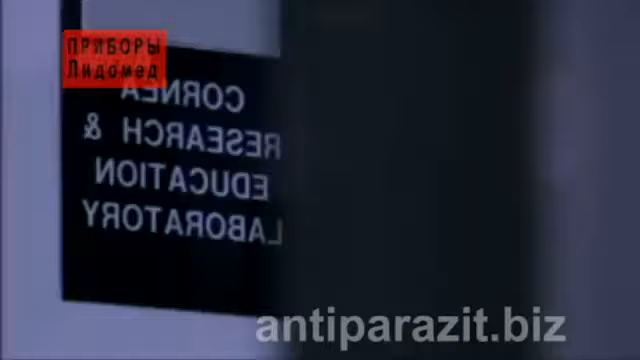 ПРИБОРЫ
Лидомед
CORNEA
RESEARCH &
EDUCATION
LABORATORY
antiparazit.biz